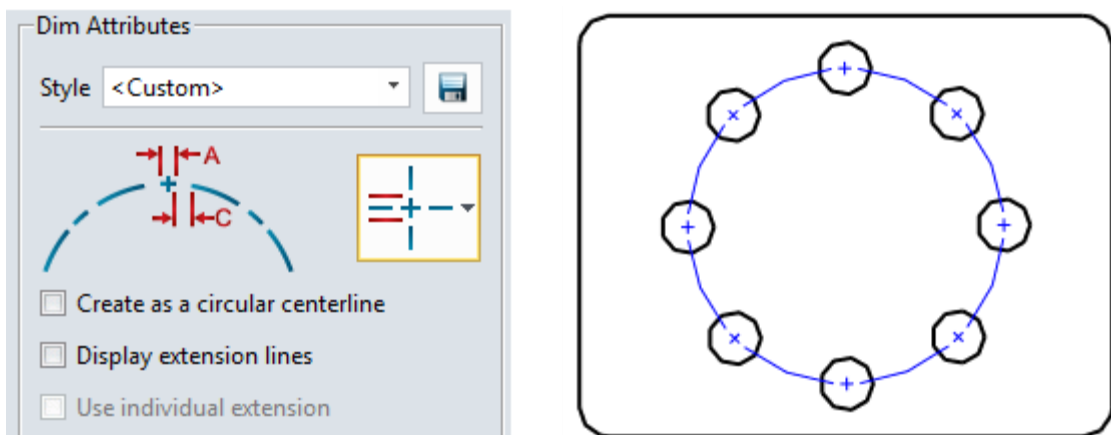 Dim Attributes
Style <Custom>
A
C
Create as a circular centerline
Display extension lines
Use individual extension